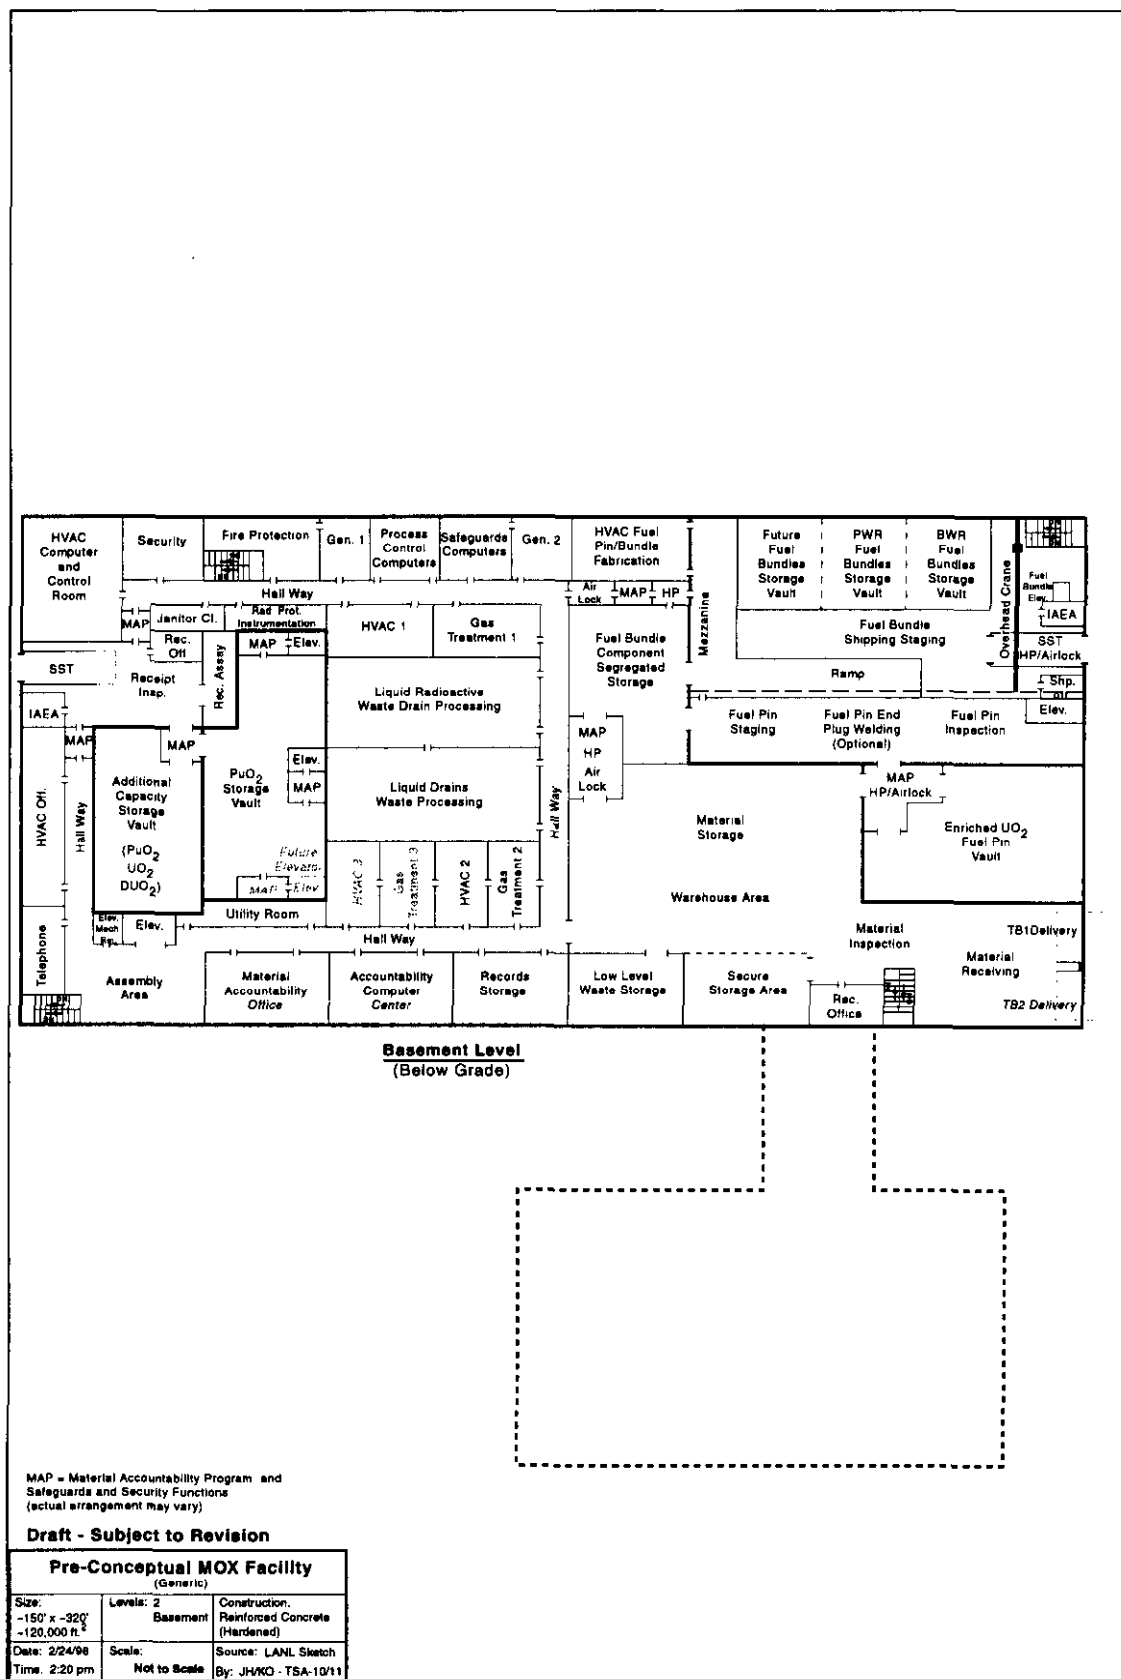 HVAC
Computer
and
Control
Room
Security
Fire Protection
Gen. 1
Process
Control
Computers
Safeguards
Computers
Gen. 2
HVAC Fuel
Pin/Bundle
Fabrication
Future
Fuel
Bundles
Storage
Vault
PWR
Fuel
Bundles
Storage
Vault
BWR
Fuel
Bundles
Storage
Vault
Overhead Crane
Fuel
Bundle
Elev.
IAEA
Hall Way
Air
Lock
MAP
HP
Mezzanine
MAP
Janitor Cl.
Rad Prot.
Instrumentation
HVAC 1
Gas
Treatment 1
Fuel Bundle
Component
Segregated
Storage
Fuel Bundle
Shipping Staging
SST
HP/Airlock
Rec.
Off
Rec. Assay
MAP
Elev.
SST
Receipt
Insp.
Ramp
Shp.
Elev.
IAEA
MAP
MAP
Liquid Radioactive
Waste Drain Processing
MAP
HP
Air
Lock
Fuel Pin
Staging
Fuel Pin End
Plug Welding
(Optional)
Fuel Pin
Inspection
HVAC Off.
Hall Way
Additional
Capacity
Storage
Vault
(PuO2
UO2
DUO2)
PuO2
Storage
Vault
Elev.
MAP
Liquid Drains
Waste Processing
Hall Way
MAP
HP/Airlock
Material
Storage
Enriched UO2
Fuel Pin
Vault
Future
Elevators
MAP
Elev
HVAC 3
Gas
Treatment 3
HVAC 2
Gas
Treatment 2
Warehouse Area
Telephone
Elev.
Mech
Rm.
Elev.
Utility Room
Hall Way
Material
Inspection
TB1Delivery
Material
Receiving
Assembly
Area
Material
Accountability
Office
Accountability
Computer
Center
Records
Storage
Low Level
Waste Storage
Secure
Storage Area
Rec.
Office
TB2 Delivery
Basement Level
(Below Grade)
MAP = Material Accountability Program and
Safeguards and Security Functions
(actual arrangement may vary)
Draft - Subject to Revision
Pre-Conceptual MOX Facility
(Generic)
Size:
~150' x ~320'
~120,000 ft.2
Levels: 2
Basement
Construction.
Reinforced Concrete
(Hardened)
Date: 2/24/98
Time. 2:20 pm
Scale:
Not to Scale
Source: LANL Sketch
By: JH/KO - TSA-10/11